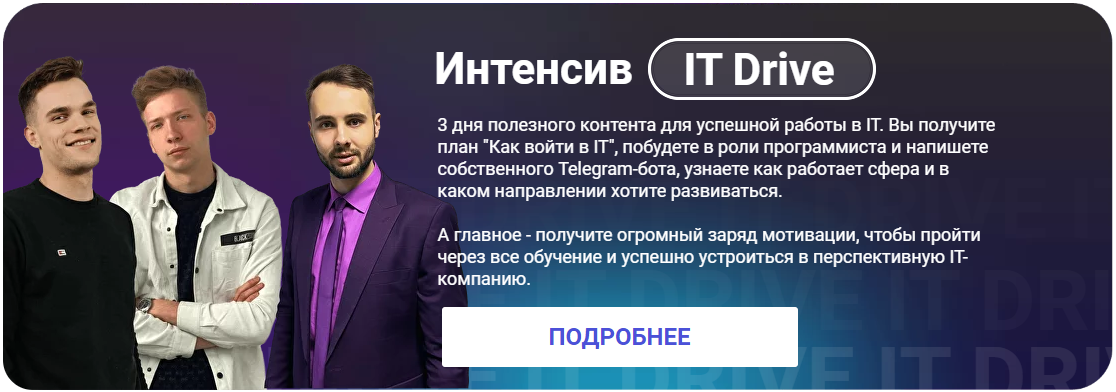 Интенсив IT Drive
3 дня полезного контента для успешной работы в IT. Вы получите
план "Как войти в IT", побудете в роли программиста и напишете
собственного Telegram-бота, узнаете как работает сфера и в
каком направлении хотите развиваться.
А главное - получите огромный заряд мотивации, чтобы пройти
через все обучение и успешно устроиться в перспективную IT-
компанию.
ПОДРОБНЕЕ